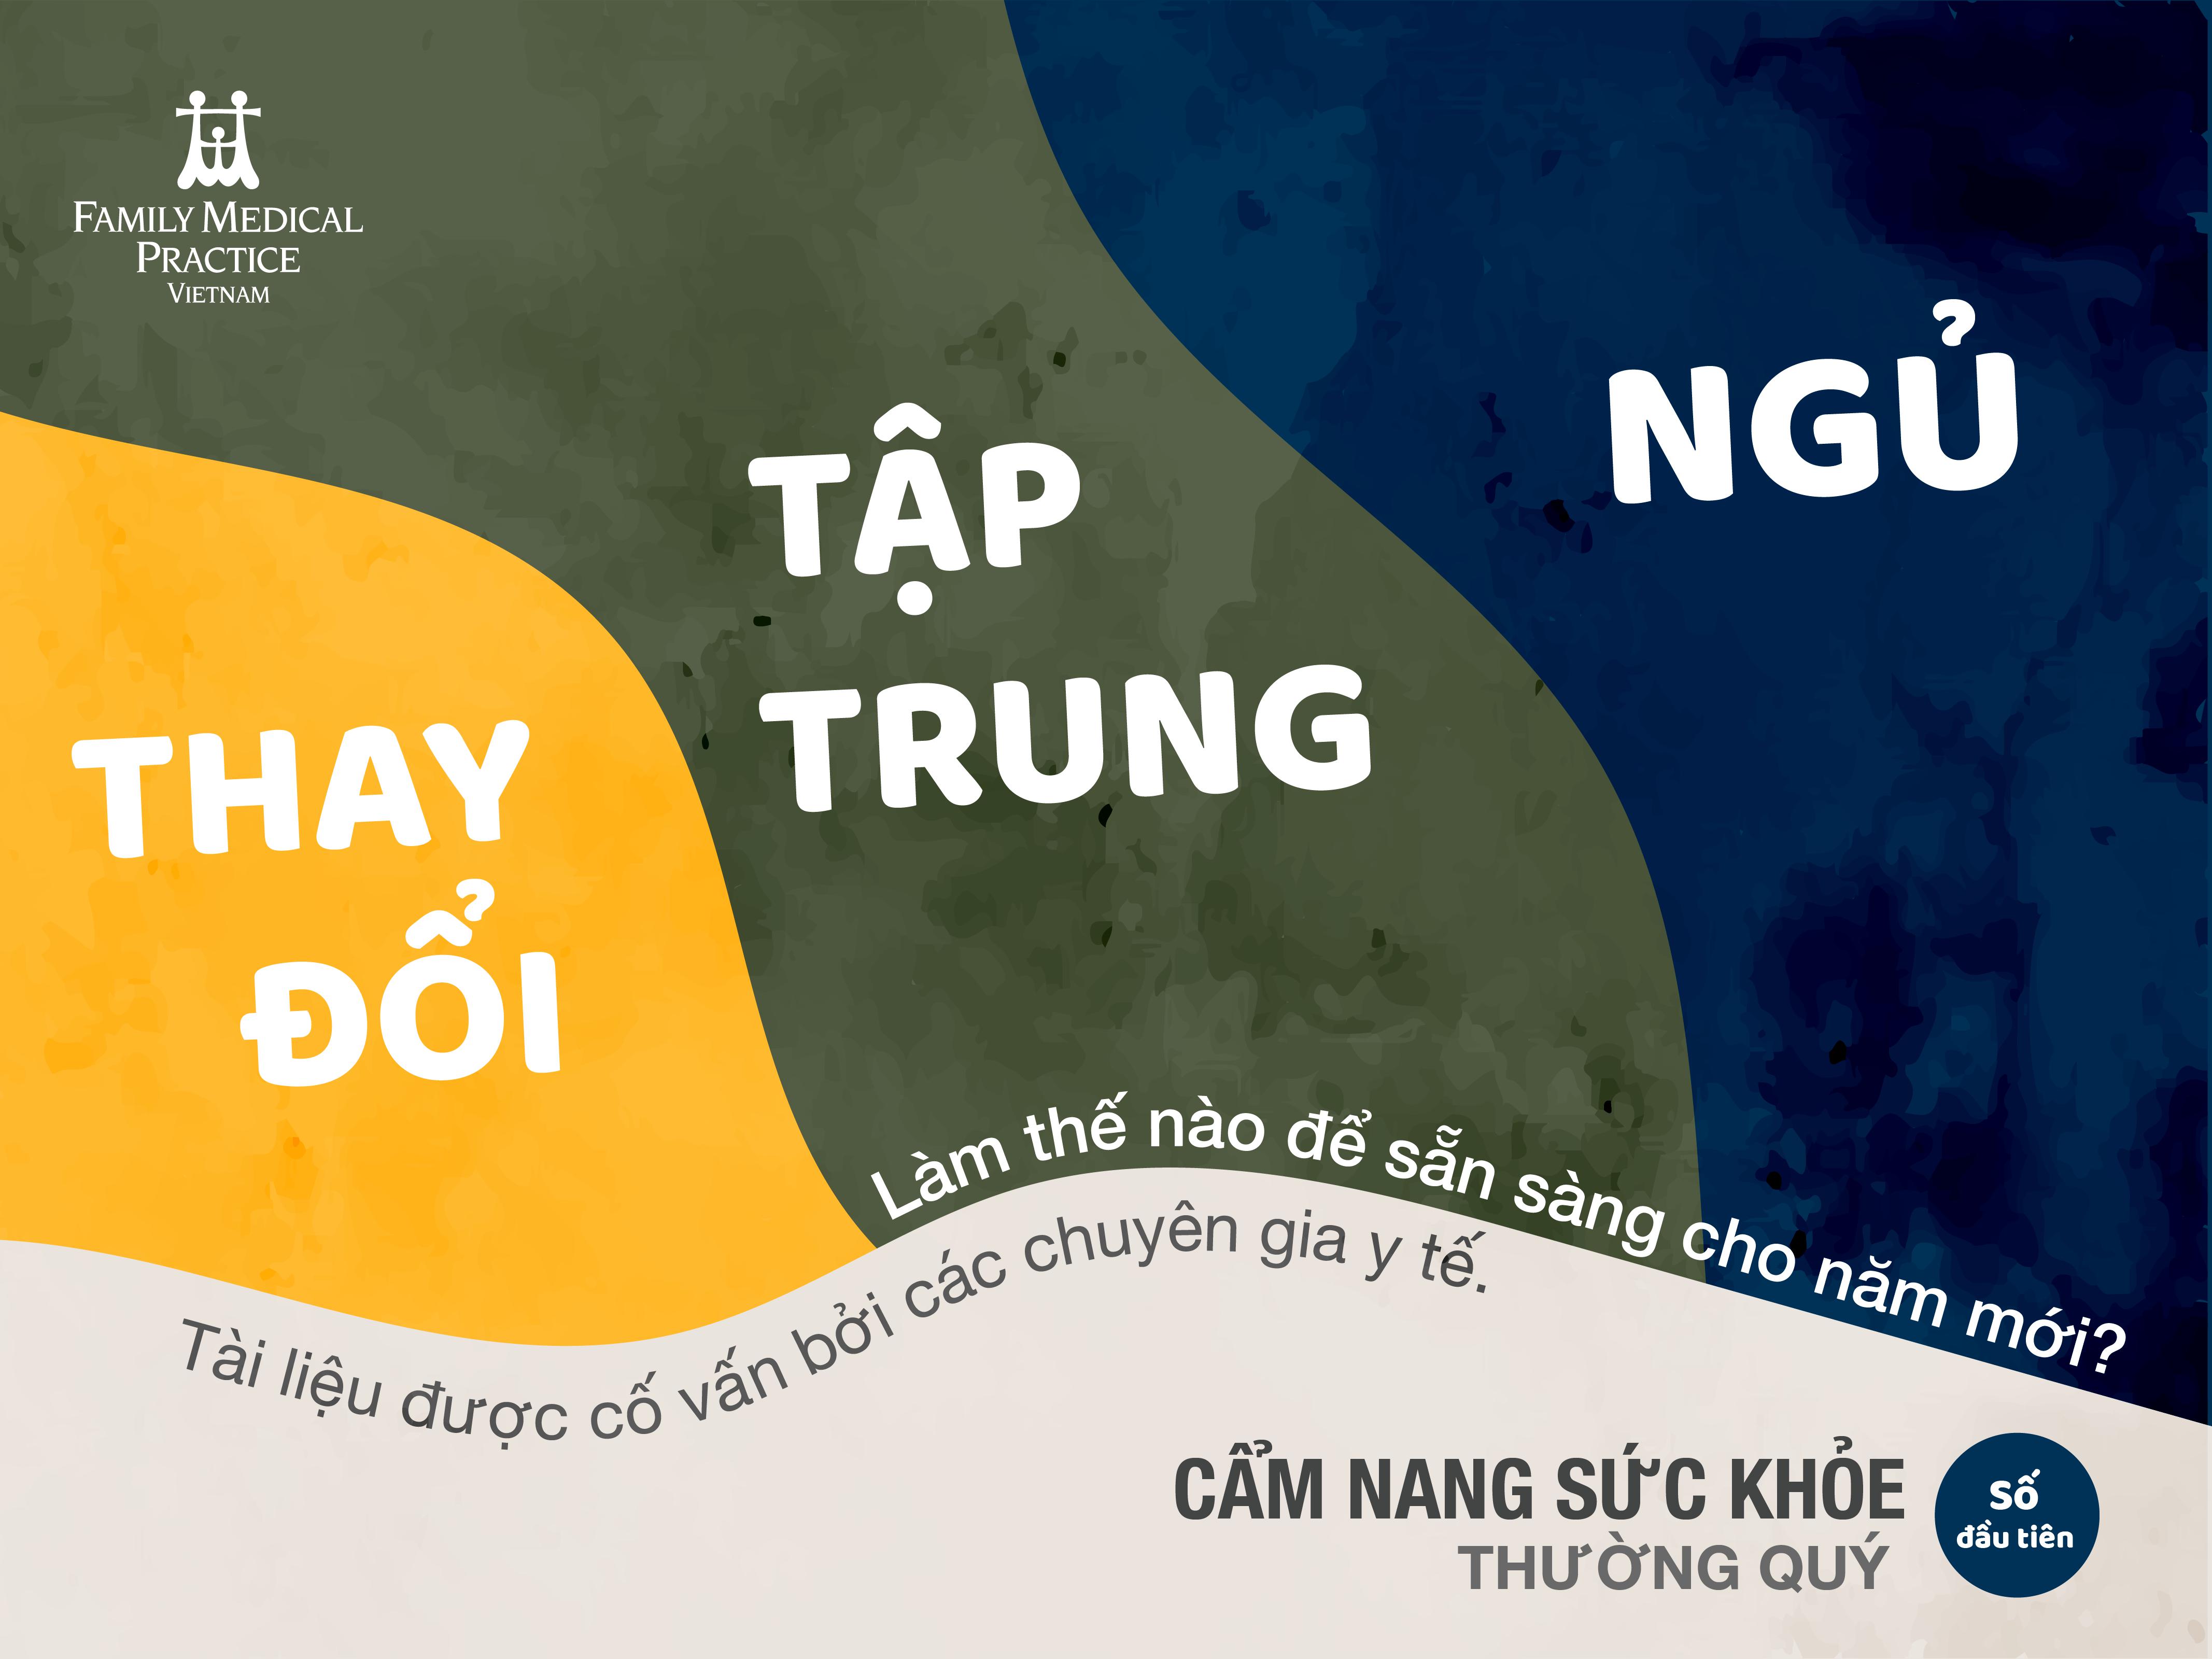 FAMILY MEDICAL
PRACTICE
VIETNAM
NGỦ
TẬP
TRUNG
THAY
ĐỔI
Làm thế nào để sẵn sàng cho năm mới?
Tài liệu được cố vấn bởi các chuyên gia y tế.
CẨM NANG SỨC KHỎE
THƯỜNG QUÝ
Số
đầu tiên